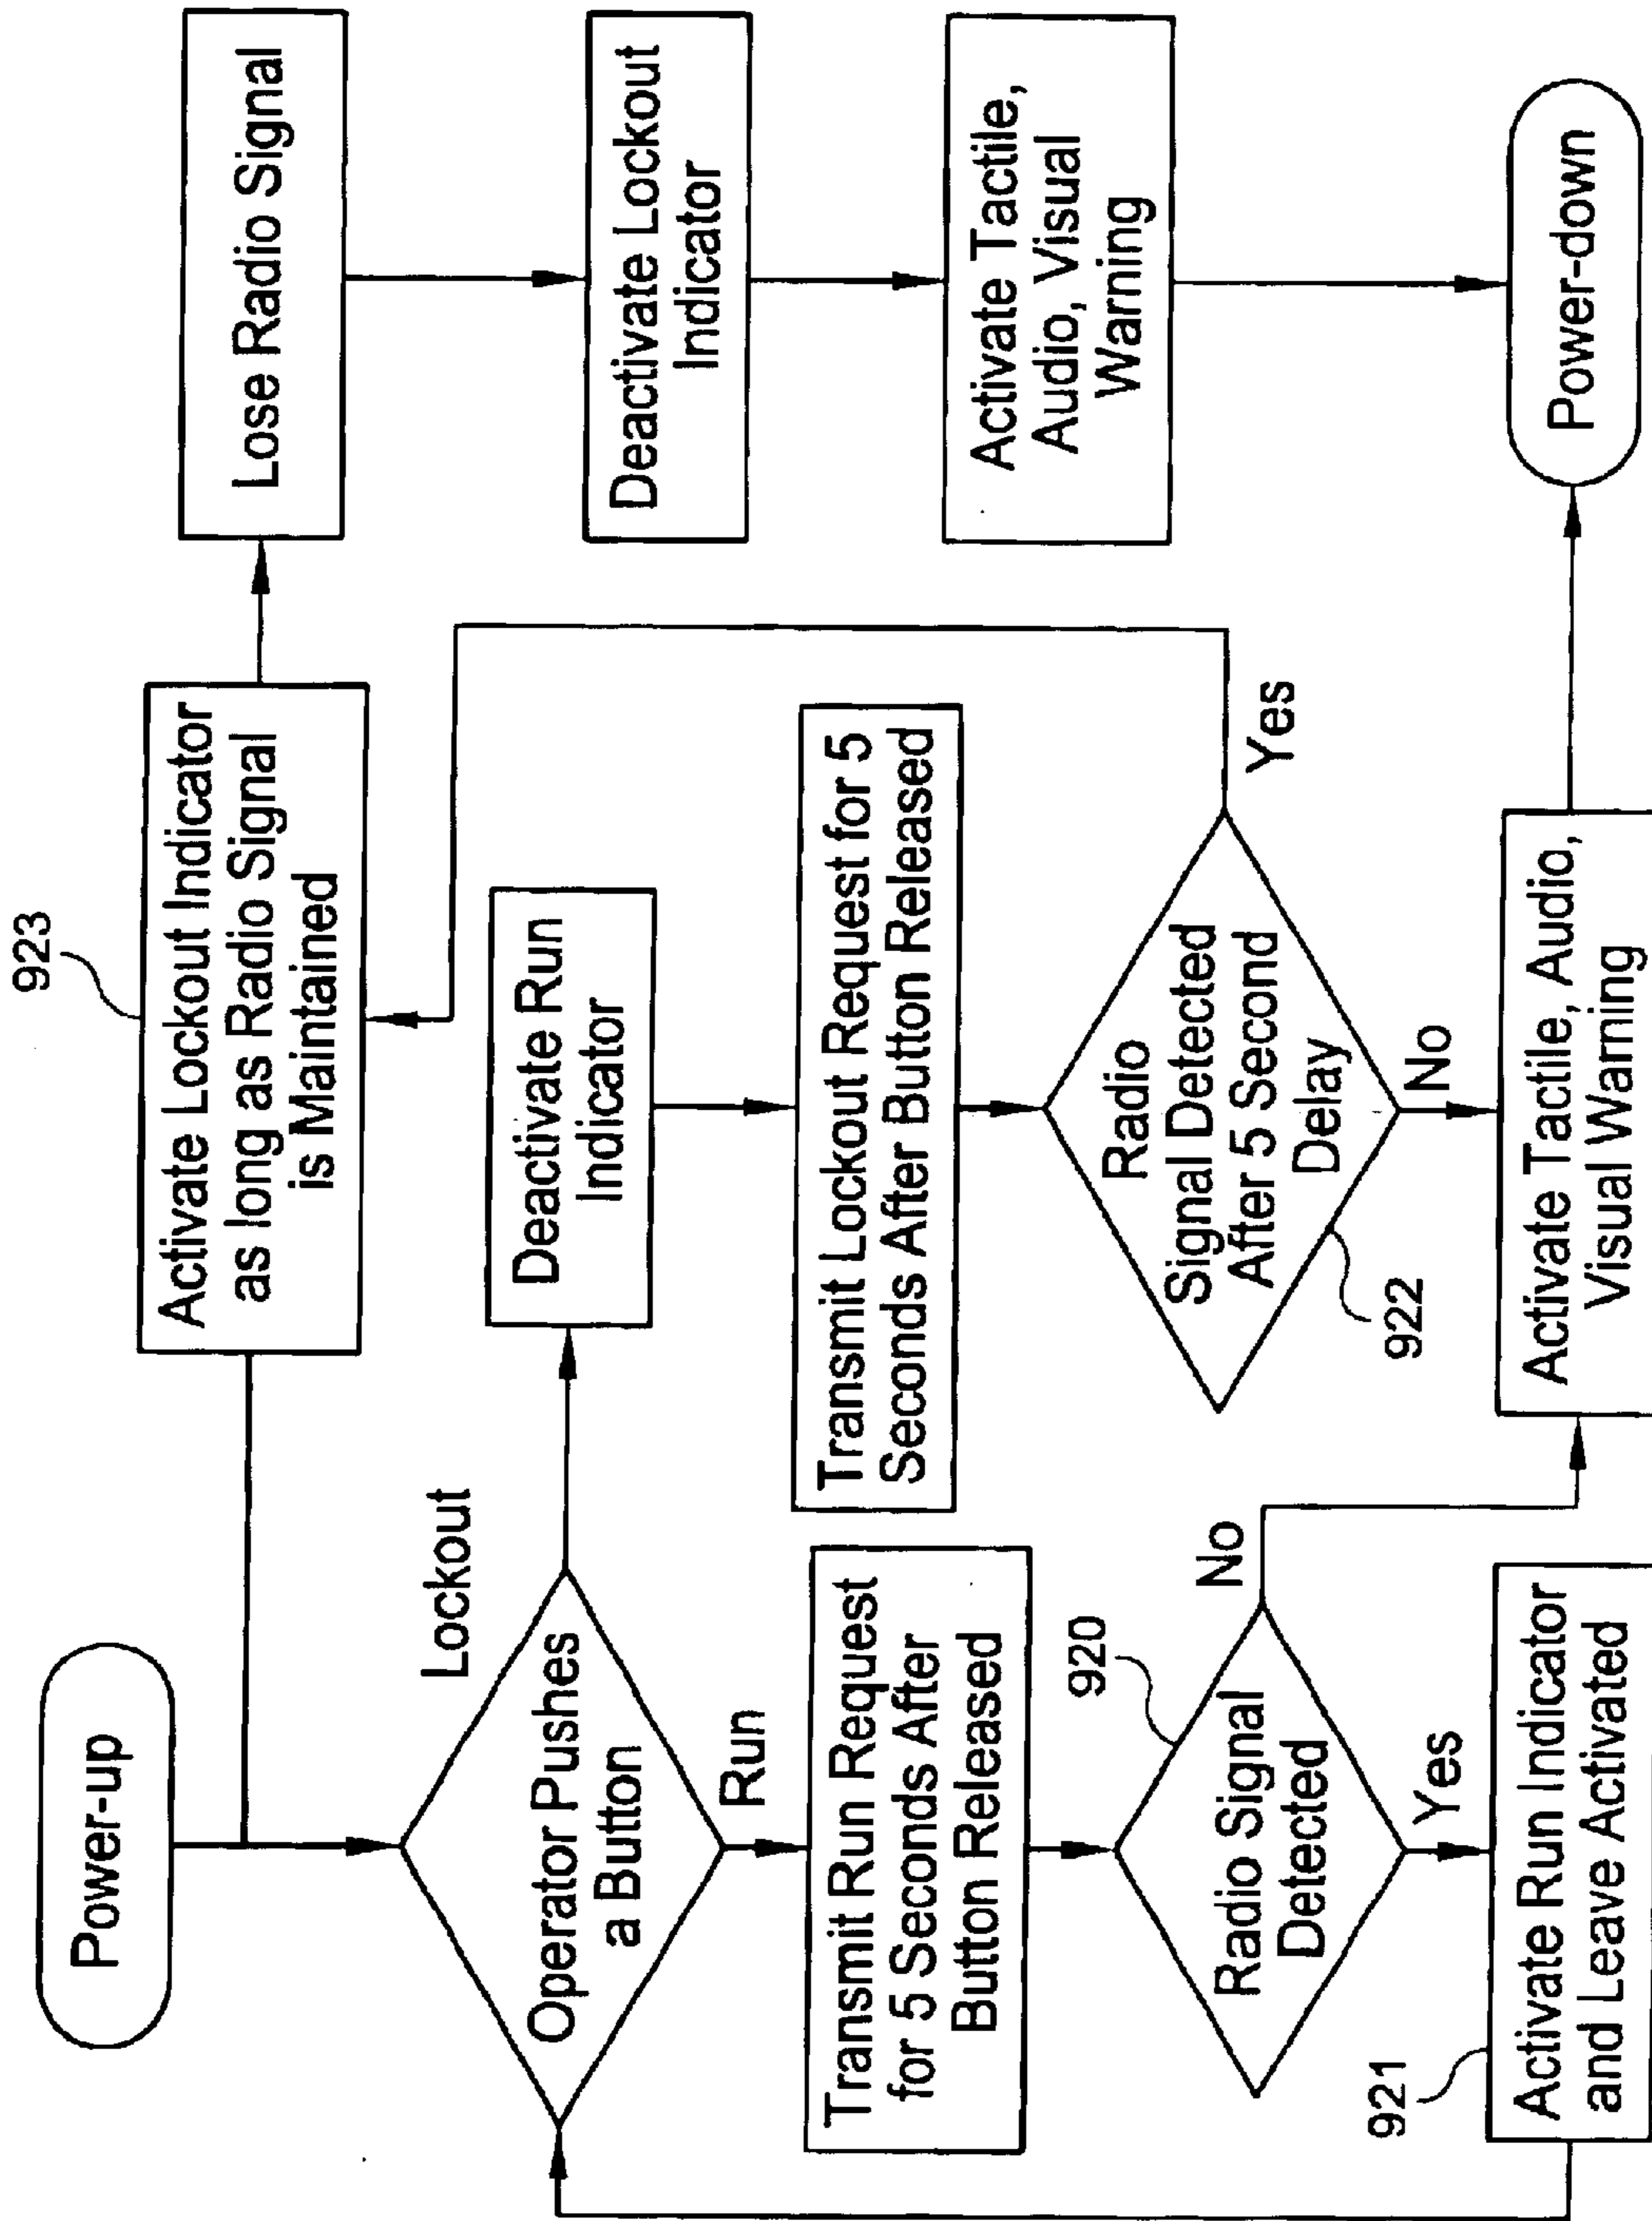 Power-up
923
Activate Lockout Indicator
as long as Radio Signal
is Maintained
Lose Radio Signal
Operator Pushes
a Button
Lockout
Deactivate Run
Indicator
Deactivate Lockout
Indicator
Run
Transmit Run Request
for 5 Seconds After
Button Released
Transmit Lockout Request for 5
Seconds After Button Released
Activate Tactile,
Audio, Visual
Warning
920
Radio Signal
Detected
No
Yes
922
Radio
Signal Detected
After 5 Second
Delay
Yes
No
921
Activate Run Indicator
and Leave Activated
Activate Tactile, Audio,
Visual Warning
Power-down